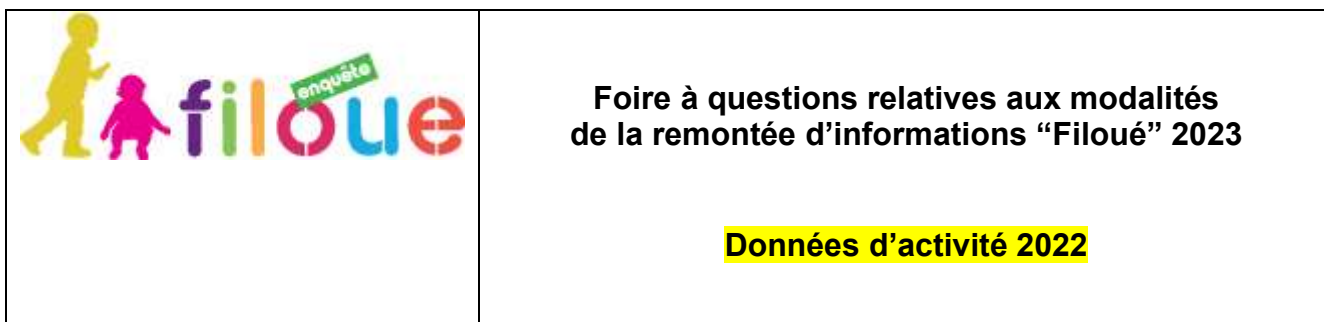 enquête
filoue
Foire à questions relatives aux modalités
de la remontée d’informations “Filoué” 2023
Données d’activité 2022